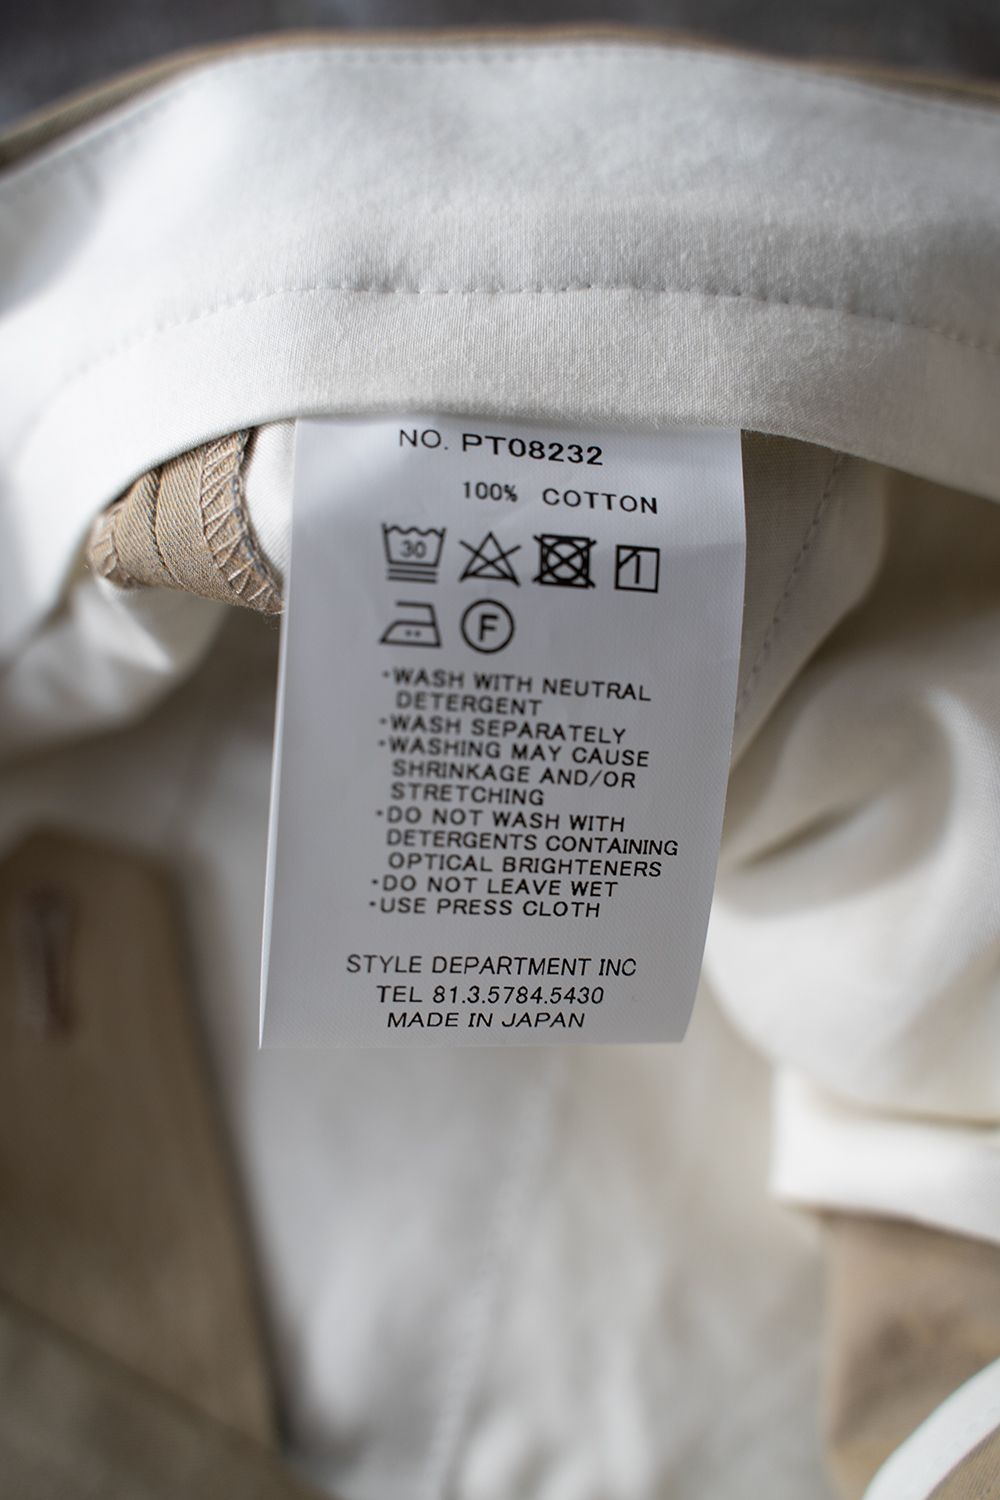 NO. PT08232
100% COTTON
30
F
·WASH WITH NEUTRAL
DETERGENT
·WASH SEPARATELY
·WASHING MAY CAUSE
SHRINKAGE AND/OR
STRETCHING
·DO NOT WASH WITH
DETERGENTS CONTAINING
OPTICAL BRIGHTENERS
·DO NOT LEAVE WET
·USE PRESS CLOTH
STYLE DEPARTMENT INC
TEL 81.3.5784.5430
MADE IN JAPAN